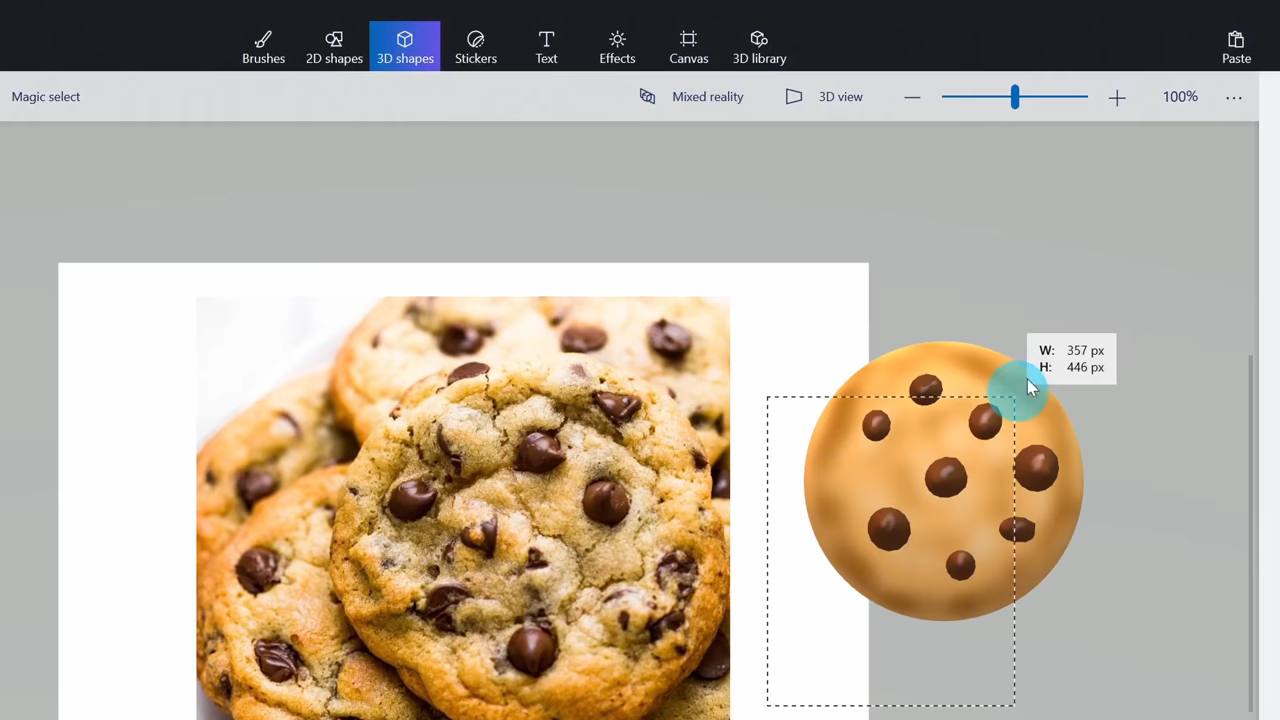 Brushes 2D shapes 3D shapes Stickers Text Effects Canvas 3D library Paste
Magic select Mixed reality 3D view 100% ...
W: 357 px
H: 446 px